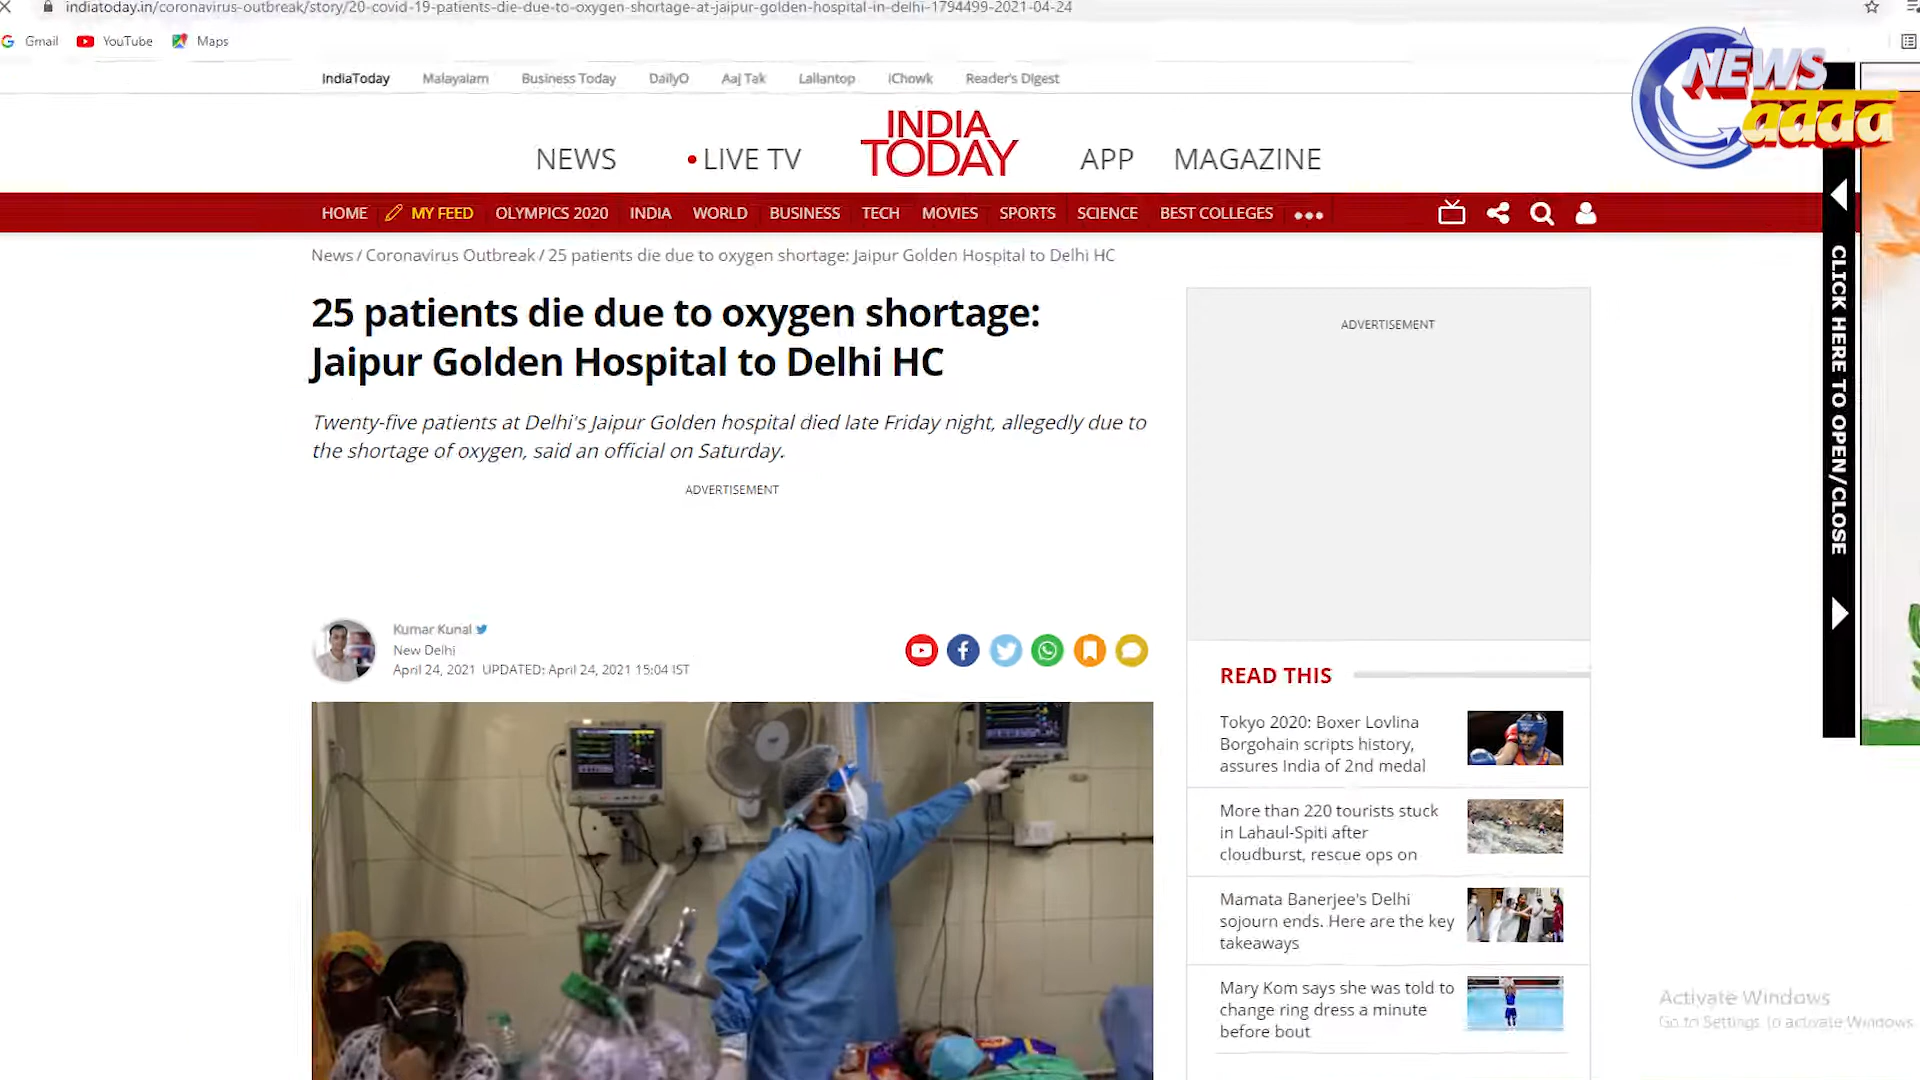 indiatoday.in/coronavirus-outbreak/story/20-covid-19-patients-die-due-to-oxygen-shortage-at-jaipur-golden-hospital-in-delhi-1794499-2021-04-24
Gmail YouTube Maps
NEWS
adda
IndiaToday Malayalam Business Today DailyO Aaj Tak Lallantop iChowk Reader's Digest
NEWS LIVE TV INDIA TODAY APP MAGAZINE
HOME MY FEED OLYMPICS 2020 INDIA WORLD BUSINESS TECH MOVIES SPORTS SCIENCE BEST COLLEGES
News / Coronavirus Outbreak / 25 patients die due to oxygen shortage: Jaipur Golden Hospital to Delhi HC
25 patients die due to oxygen shortage:
Jaipur Golden Hospital to Delhi HC
Twenty-five patients at Delhi's Jaipur Golden hospital died late Friday night, allegedly due to
the shortage of oxygen, said an official on Saturday.
ADVERTISEMENT
Kumar Kunal
New Delhi
April 24, 2021 UPDATED: April 24, 2021 15:04 IST
ADVERTISEMENT
READ THIS
Tokyo 2020: Boxer Lovlina
Borgohain scripts history,
assures India of 2nd medal
More than 220 tourists stuck
in Lahaul-Spiti after
cloudburst, rescue ops on
Mamata Banerjee's Delhi
sojourn ends. Here are the key
takeaways
Mary Kom says she was told to
change ring dress a minute
before bout
CLICK HERE TO OPEN/CLOSE
Activate Windows
Go to Settings to activate Windows